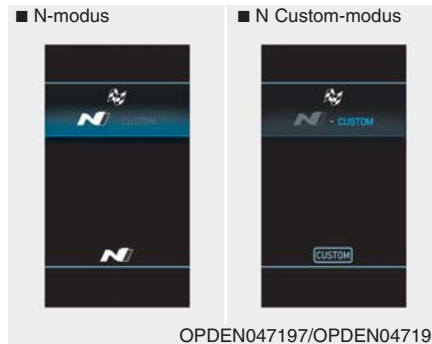 ■ N-modus
■ N Custom-modus
N - CUSTOM
N - CUSTOM
N
CUSTOM
OPDEN047197/OPDEN04719